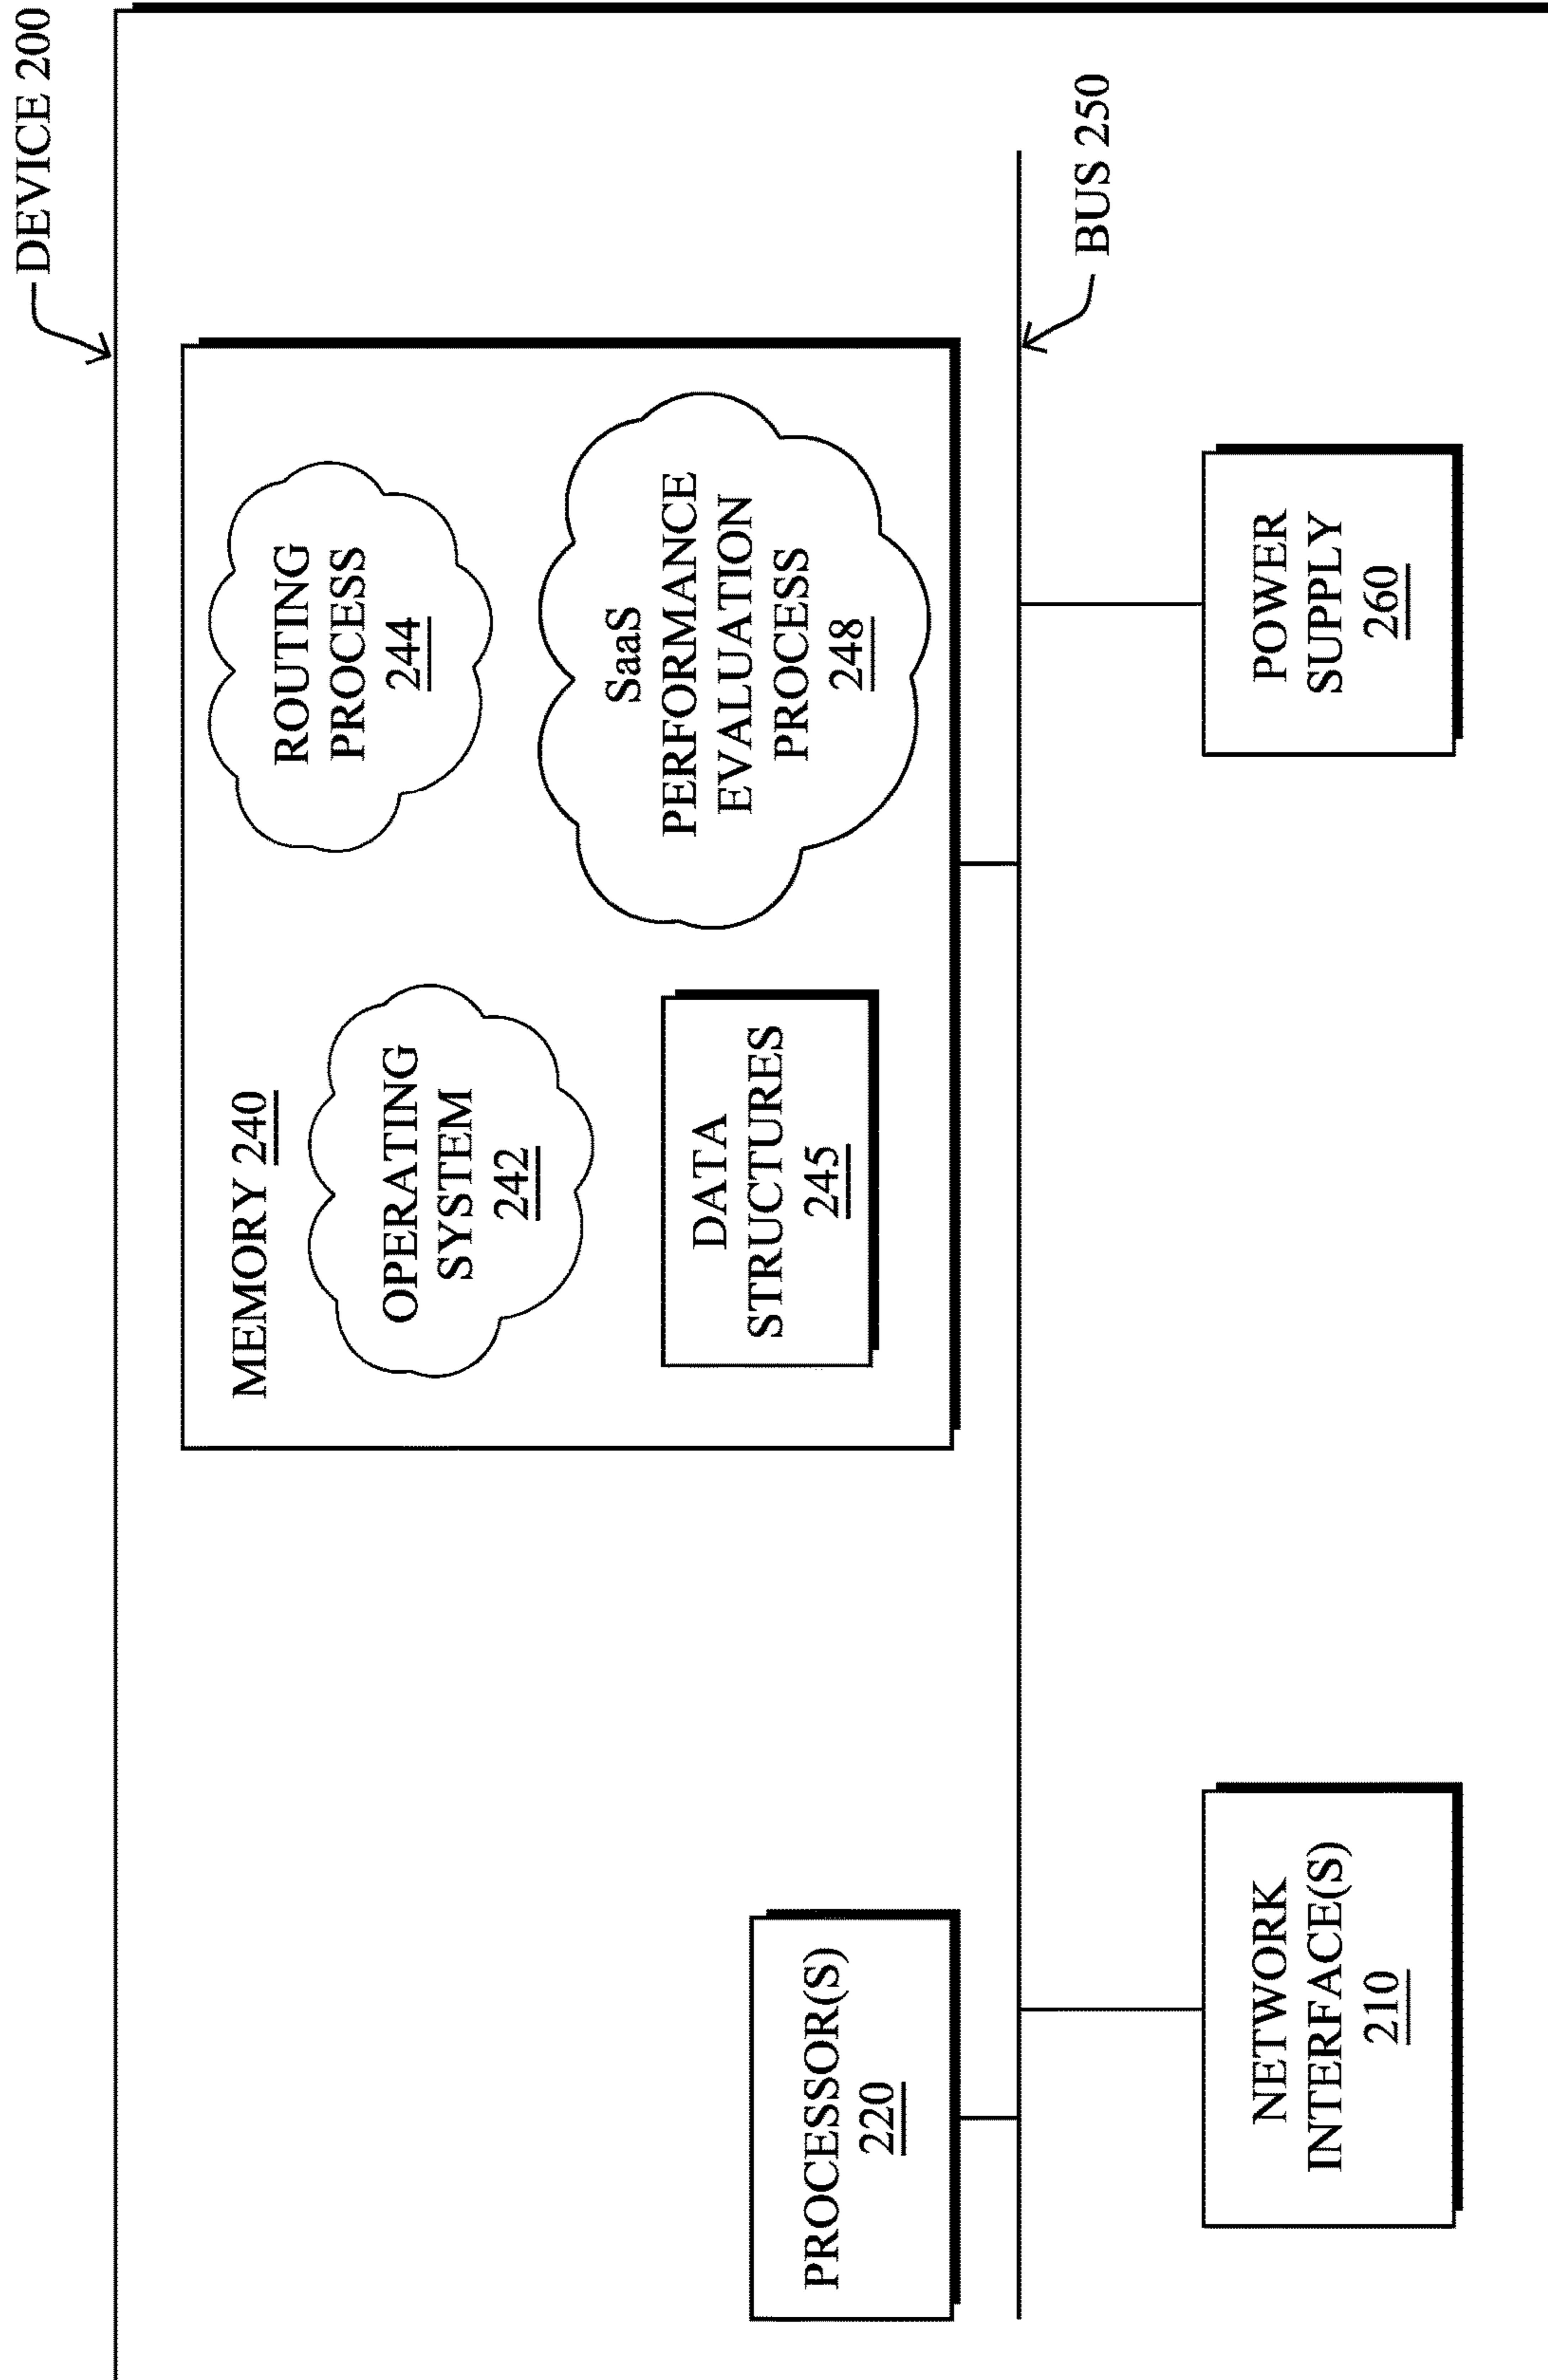 DEVICE 200
MEMORY 240
ROUTING
PROCESS
244
OPERATING
SYSTEM
242
SaaS
PERFORMANCE
EVALUATION
PROCESS
248
DATA
STRUCTURES
245
PROCESSOR(S)
220
BUS 250
NETWORK
INTERFACE(S)
210
POWER
SUPPLY
260